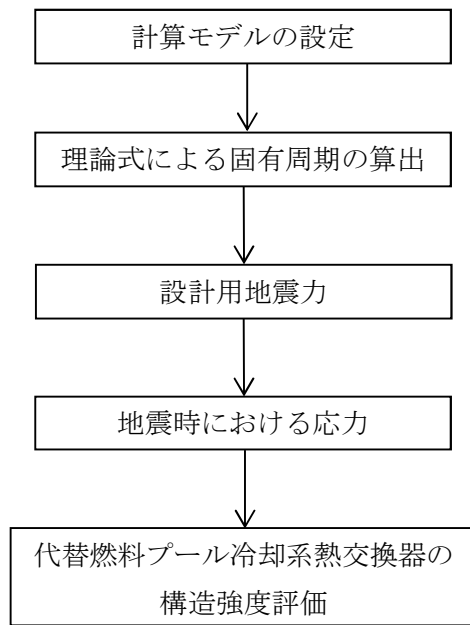 計算モデルの設定
理論式による固有周期の算出
設計用地震力
地震時における応力
代替燃料プール冷却系熱交換器の
構造強度評価